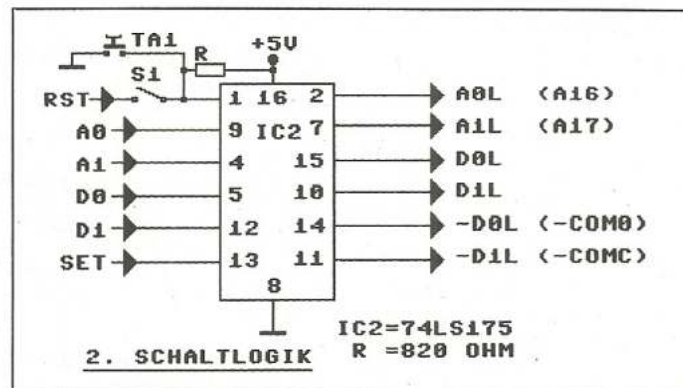 TA1
+5V
R
S1
RST 1 16 2 A0L (A16)
A0 9 IC2 7 A1L (A17)
A1 4 15 D0L
D0 5 10 D1L
D1 12 14 -D0L (-COM0)
SET 13 11 -D1L (-COMC)
8
IC2=74LS175
2. SCHALTLOGIK R =820 OHM